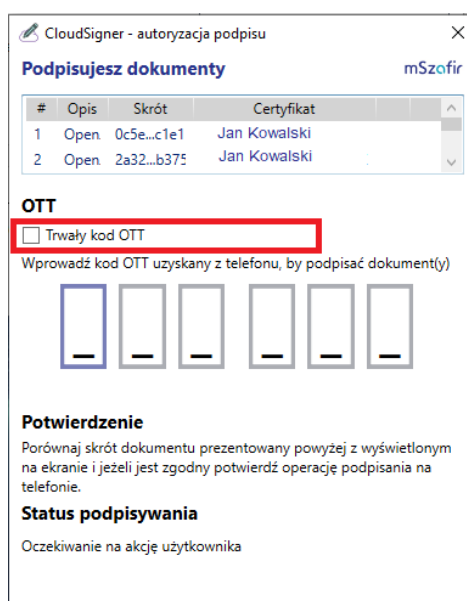 CloudSigner - autoryzacja podpisu
Podpisujesz dokumenty mSzafir
# Opis Skrót Certyfikat
1 Open 0c5e...c1e1 Jan Kowalski
2 Open 2a32...b375 Jan Kowalski
OTT
Trwały kod OTT
Wprowadź kod OTT uzyskany z telefonu, by podpisać dokument(y)
Potwierdzenie
Porównaj skrót dokumentu prezentowany powyżej z wyświetlonym
na ekranie i jeżeli jest zgodny potwierdź operację podpisania na
telefonie.
Status podpisywania
Oczekiwanie na akcję użytkownika